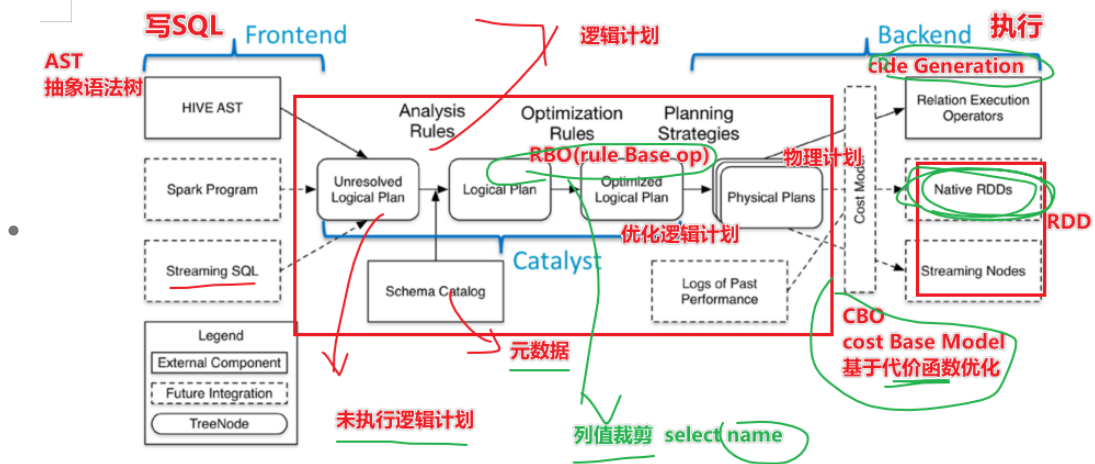 写SQL
Frontend
逻辑计划
Backend
执行
AST
抽象语法树
cide Generation
HIVE AST
Analysis
Rules
Optimization
Rules
Planning
Strategies
Relation Execution
Operators
RBO(rule Base op)
物理计划
Spark Program
Unresolved
Logical Plan
Logical Plan
Optimized
Logical Plan
Physical Plans
Cost Model
Native RDDs
RDD
优化逻辑计划
Catalyst
Streaming SQL
Schema Catalog
Logs of Past
Performance
Streaming Nodes
Legend
External Component
Future Integration
TreeNode
元数据
CBO
cost Base Model
基于代价函数优化
未执行逻辑计划
列值裁剪 select name